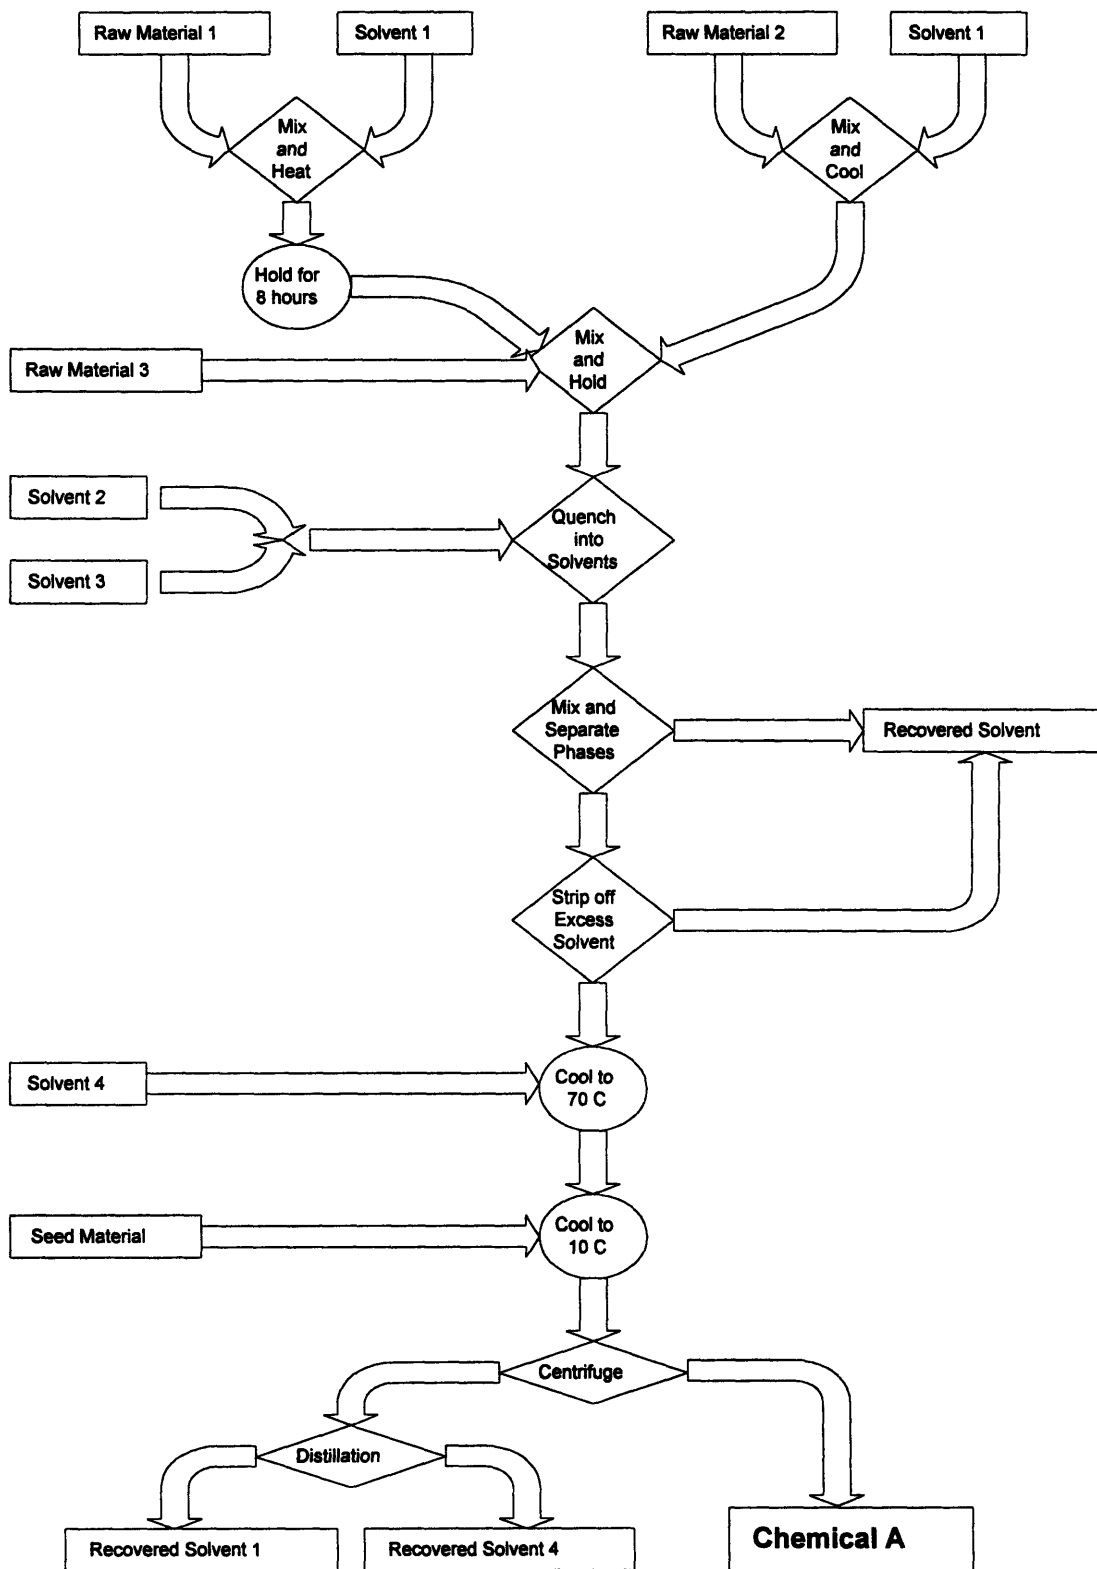 Raw Material 1
Solvent 1
Raw Material 2
Solvent 1
Mix
and
Heat
Mix
and
Cool
Hold for
8 hours
Mix
and
Hold
Raw Material 3
Solvent 2
Quench
into
Solvents
Solvent 3
Mix and
Separate
Phases
Recovered Solvent
Strip off
Excess
Solvent
Solvent 4
Cool to
70 C
Seed Material
Cool to
10 C
Centrifuge
Distillation
Recovered Solvent 1
Recovered Solvent 4
Chemical A